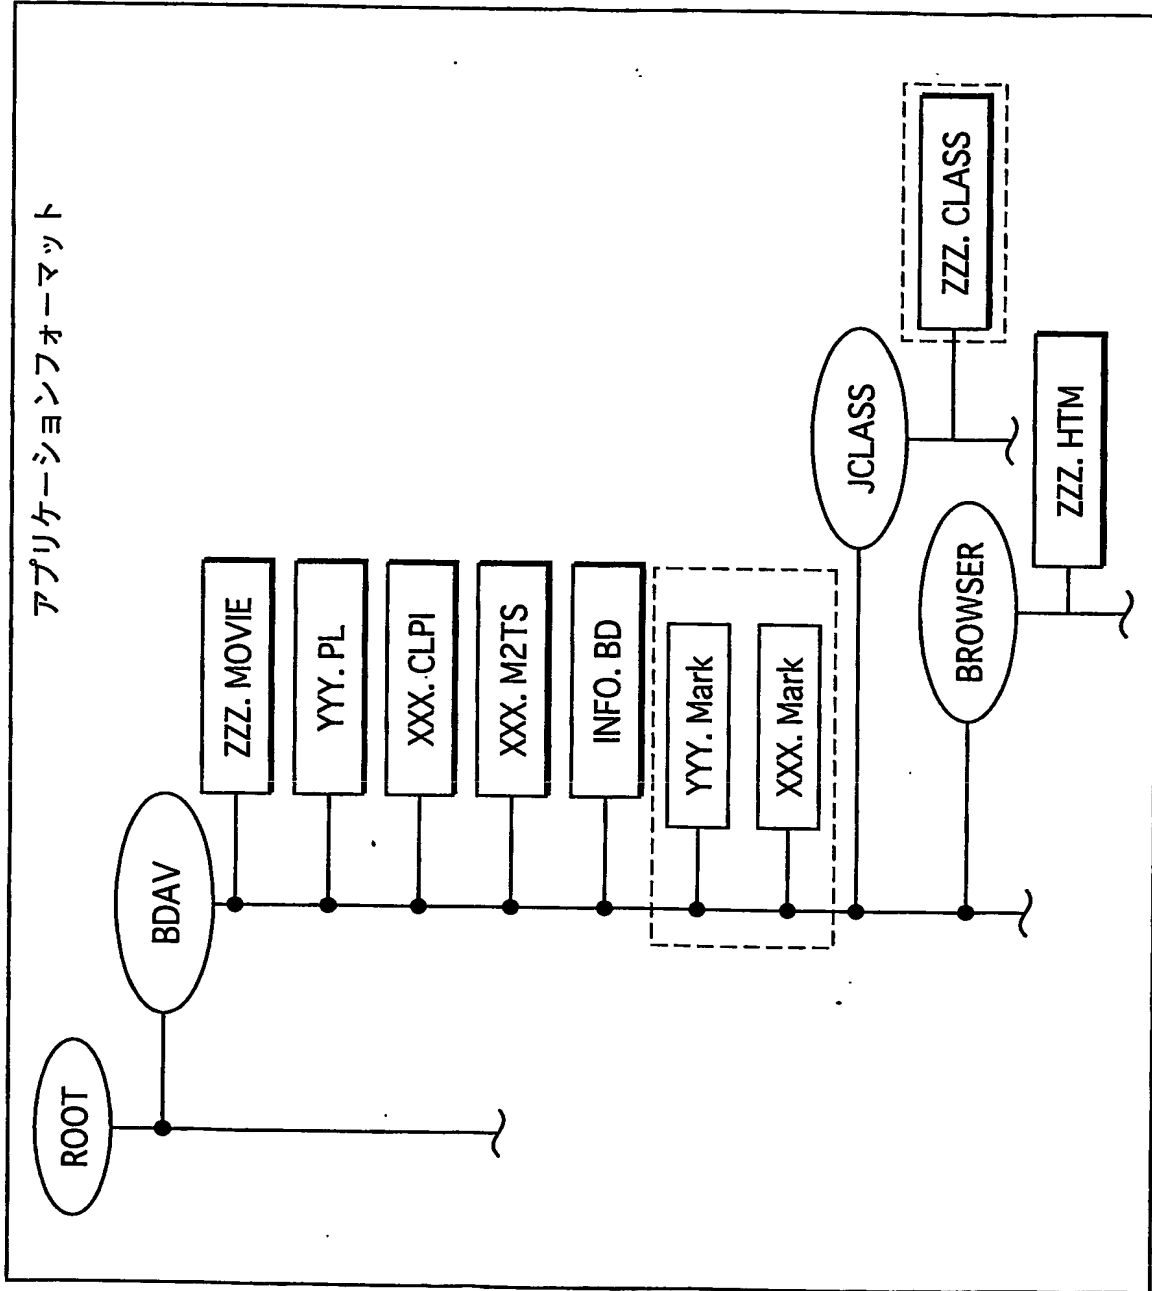 アプリケーションフォーマット
ROOT
BDAV
ZZZ. MOVIE
YYY. PL
XXX. CLPI
XXX. M2TS
INFO. BD
YYY. Mark
XXX. Mark
JCLASS
ZZZ. CLASS
BROWSER
ZZZ. HTM